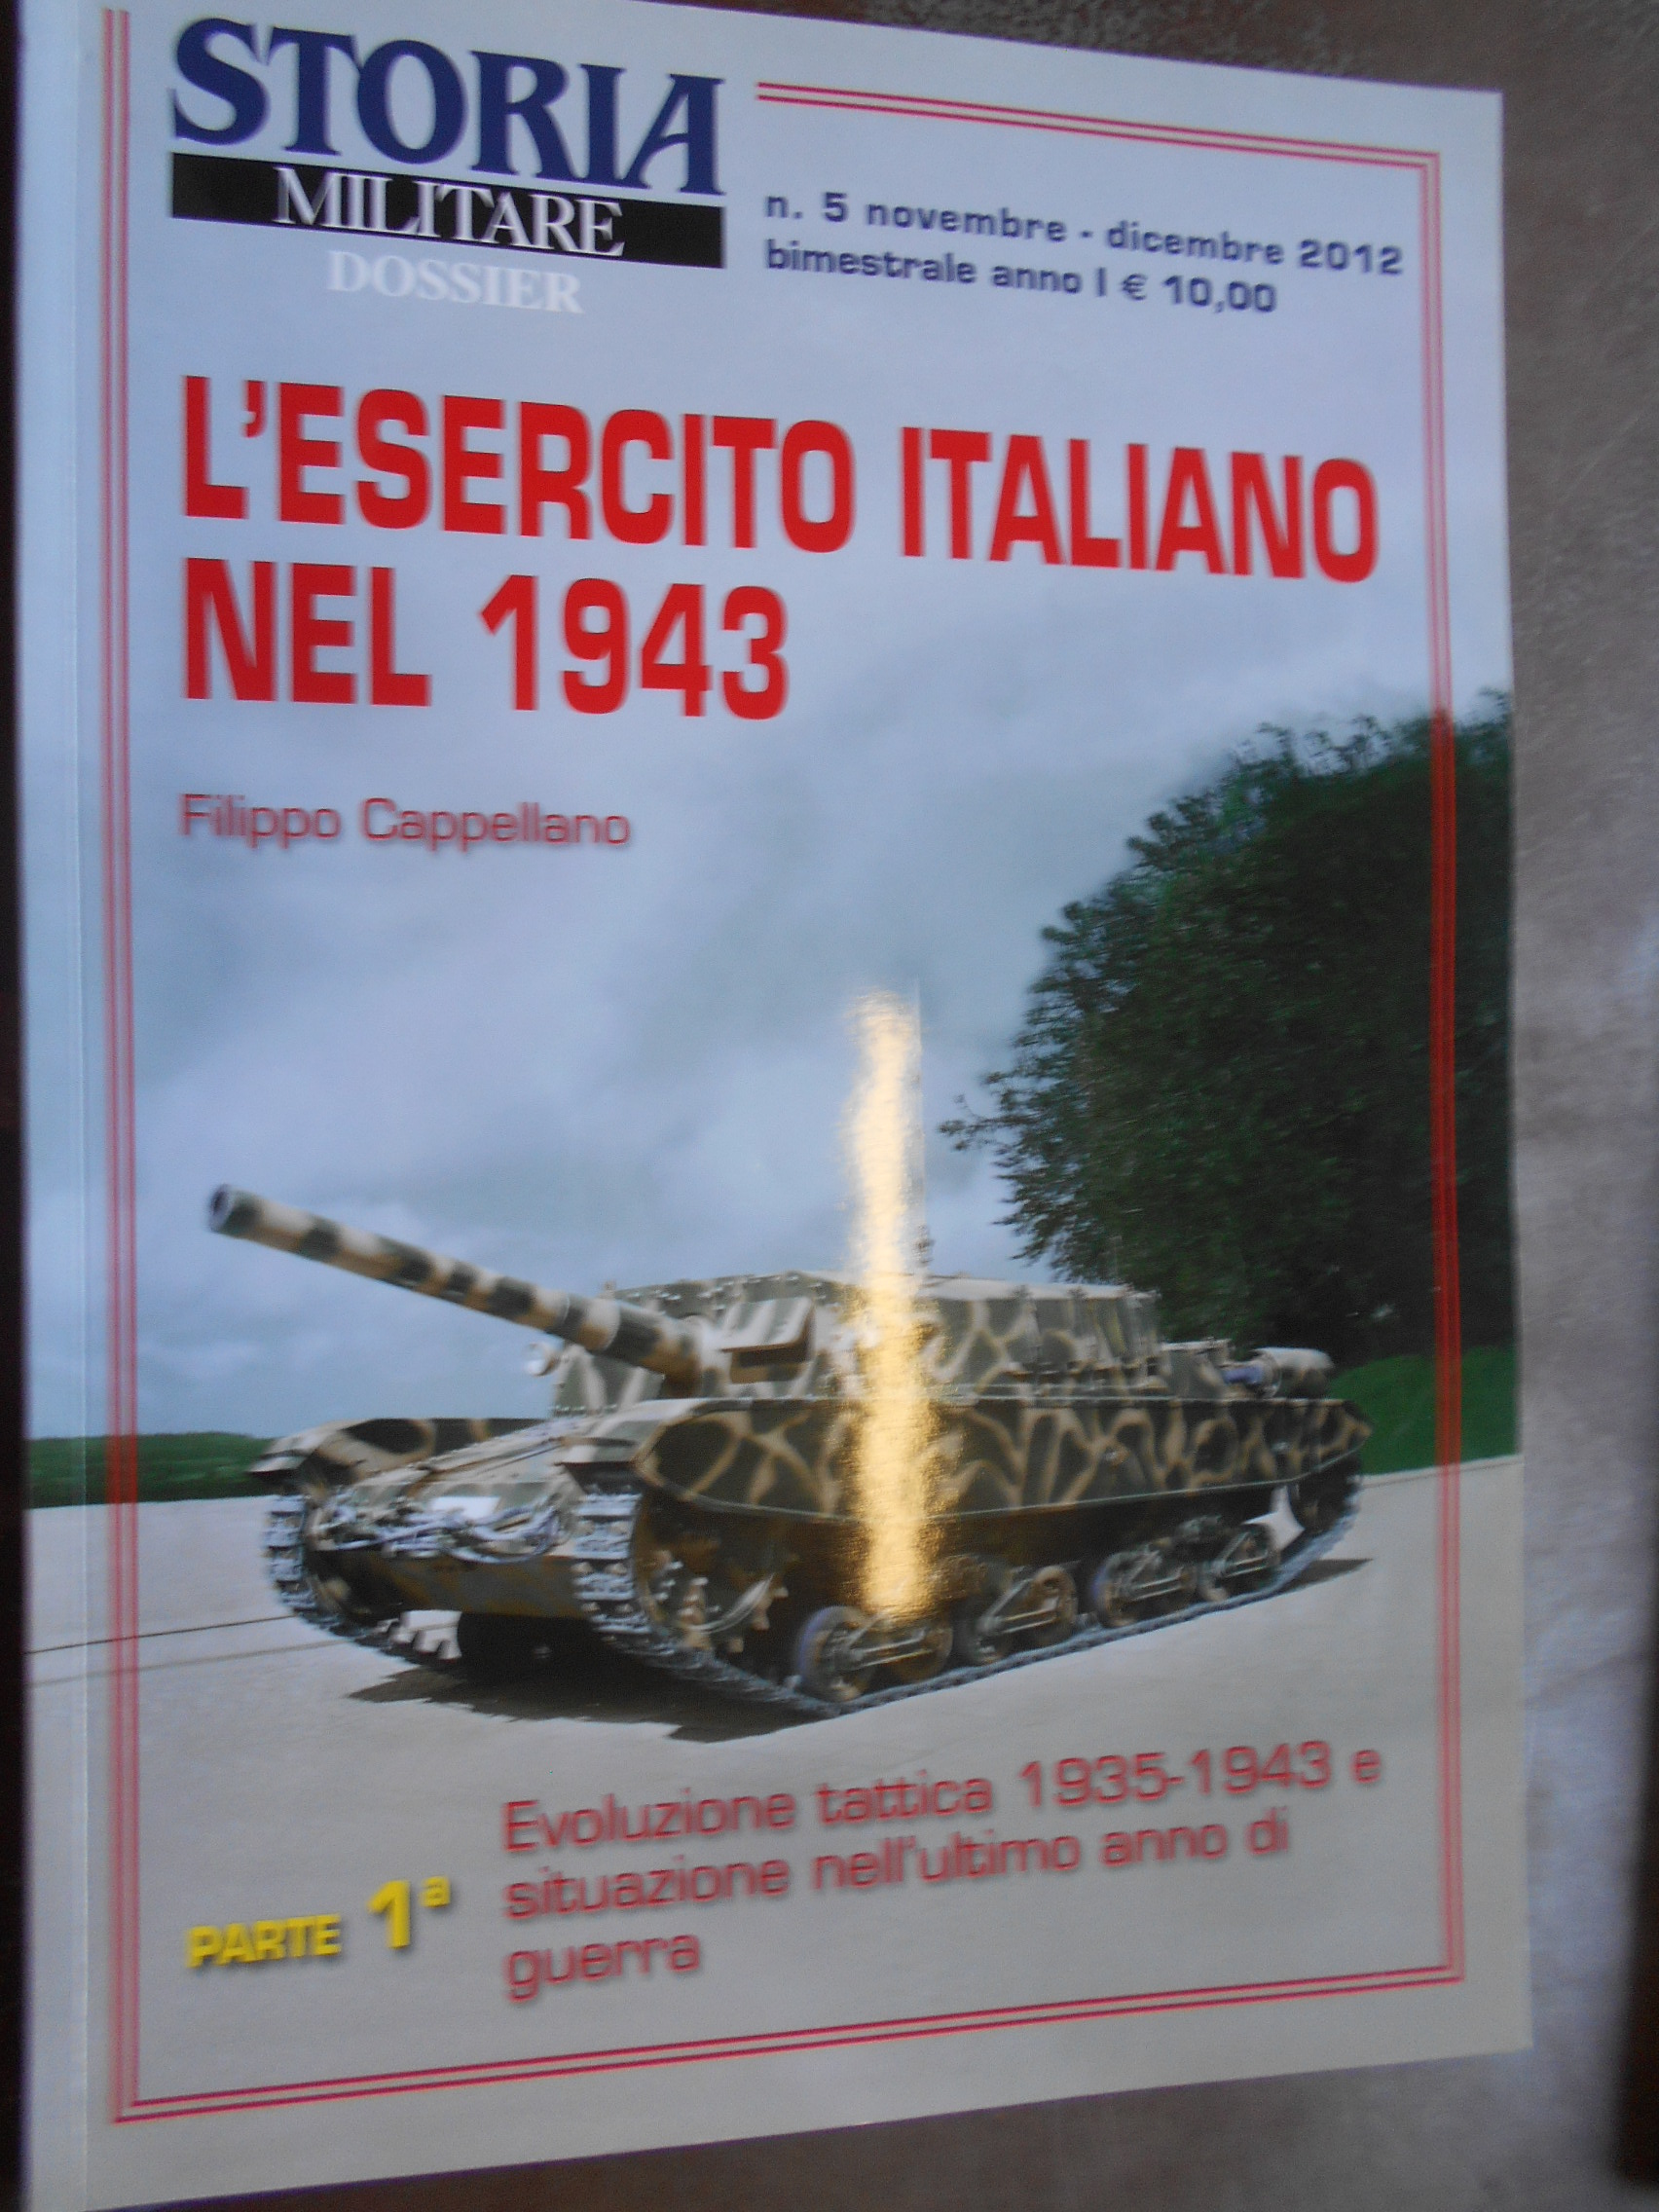 STORIA
MILITARE
DOSSIER
n. 5 novembre - dicembre 2012
bimestrale anno I € 10,00
L'ESERCITO ITALIANO
NEL 1943
Filippo Cappellano
PARTE 1ª
Evoluzione tattica 1935-1943 e
situazione nell'ultimo anno di
guerra